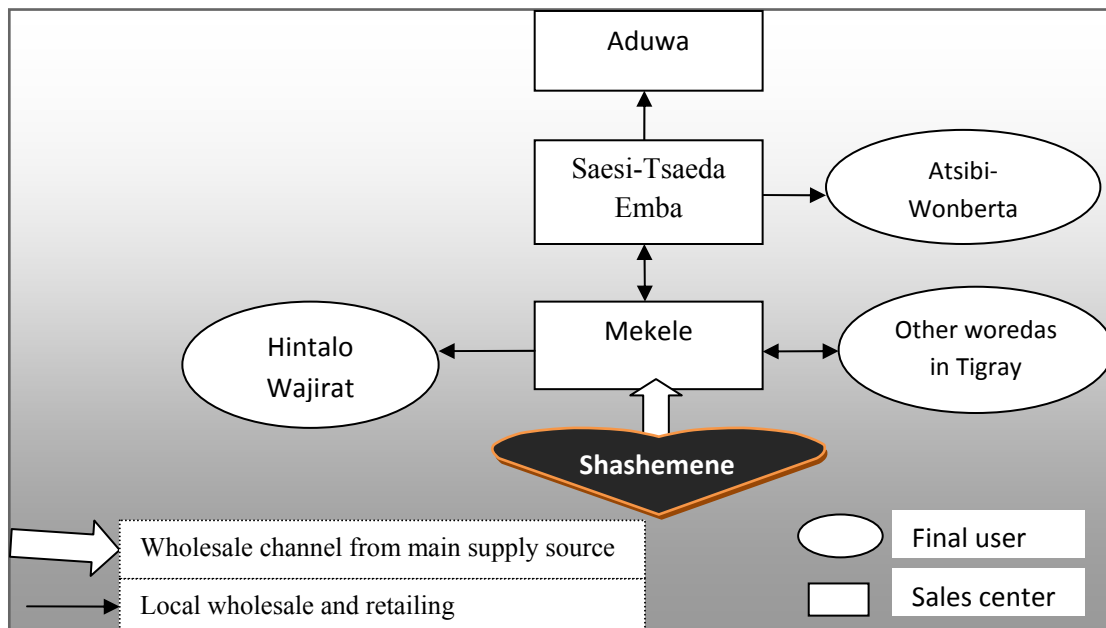 Aduwa
Saesi-Tsaeda
Emba
Atsibi-
Wonberta
Hintalo
Wajirat
Mekele
Other woredas
in Tigray
Shashemene
Wholesale channel from main supply source
Local wholesale and retailing
Final user
Sales center